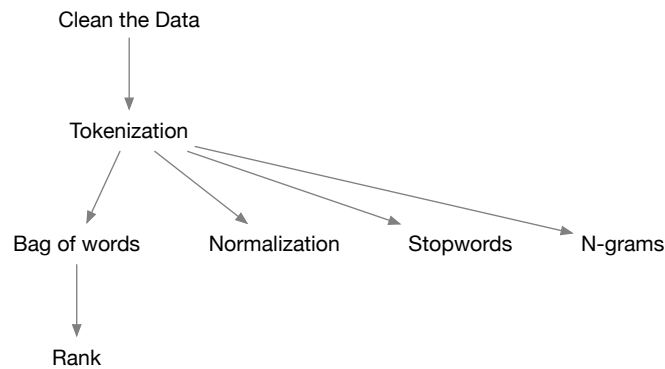 Clean the Data
Tokenization
Bag of words
Normalization
Stopwords
N-grams
Rank